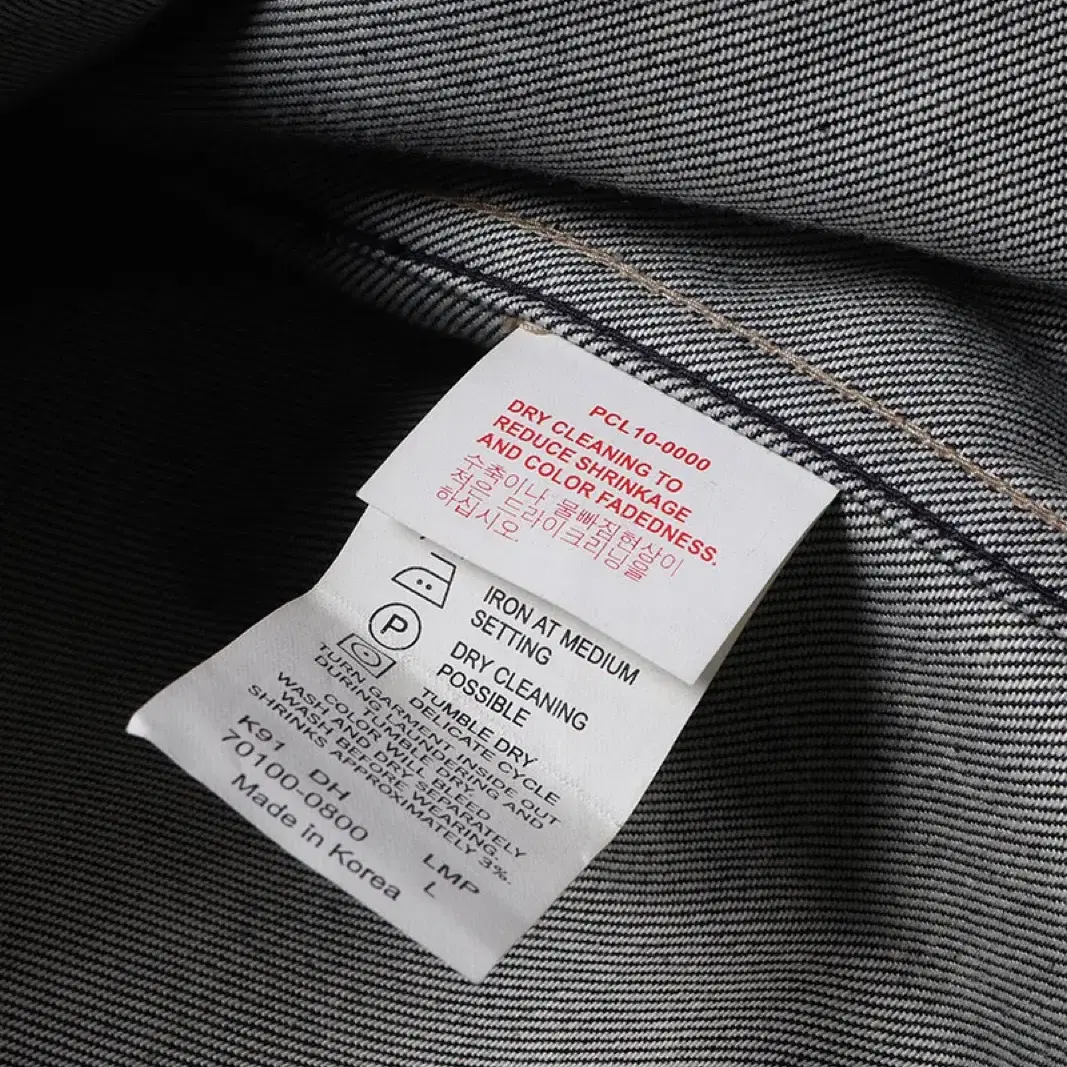 PCL10-0000
DRY CLEANING TO
REDUCE SHRINKAGE
AND COLOR FADEDNESS.
수축이나 물빠짐현상이
적은 드라이크리닝을
하십시오
IRON AT MEDIUM
SETTING
P
DRY CLEANING
POSSIBLE
TUMBLE DRY
DELICATE CYCLE
TURN GARMENT INSIDE OUT
DURING LAUNDERING AND
COLOR WILL BLEED
WASH AND DRY SEPARATELY
WASH BEFORE WEARING.
SHRINKS APPROXIMATELY 3%.
K91 DH LMP
70100-0800 L
Made in Korea